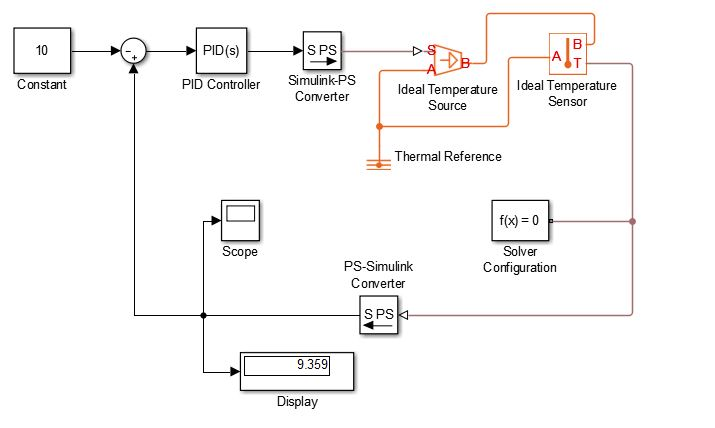 10
Constant
-
+
PID(s)
PID Controller
S PS
Simulink-PS
Converter
S
A
B
Ideal Temperature
Source
A
B
T
Ideal Temperature
Sensor
Thermal Reference
Scope
f(x) = 0
Solver
Configuration
PS-Simulink
Converter
S PS
9.359
Display